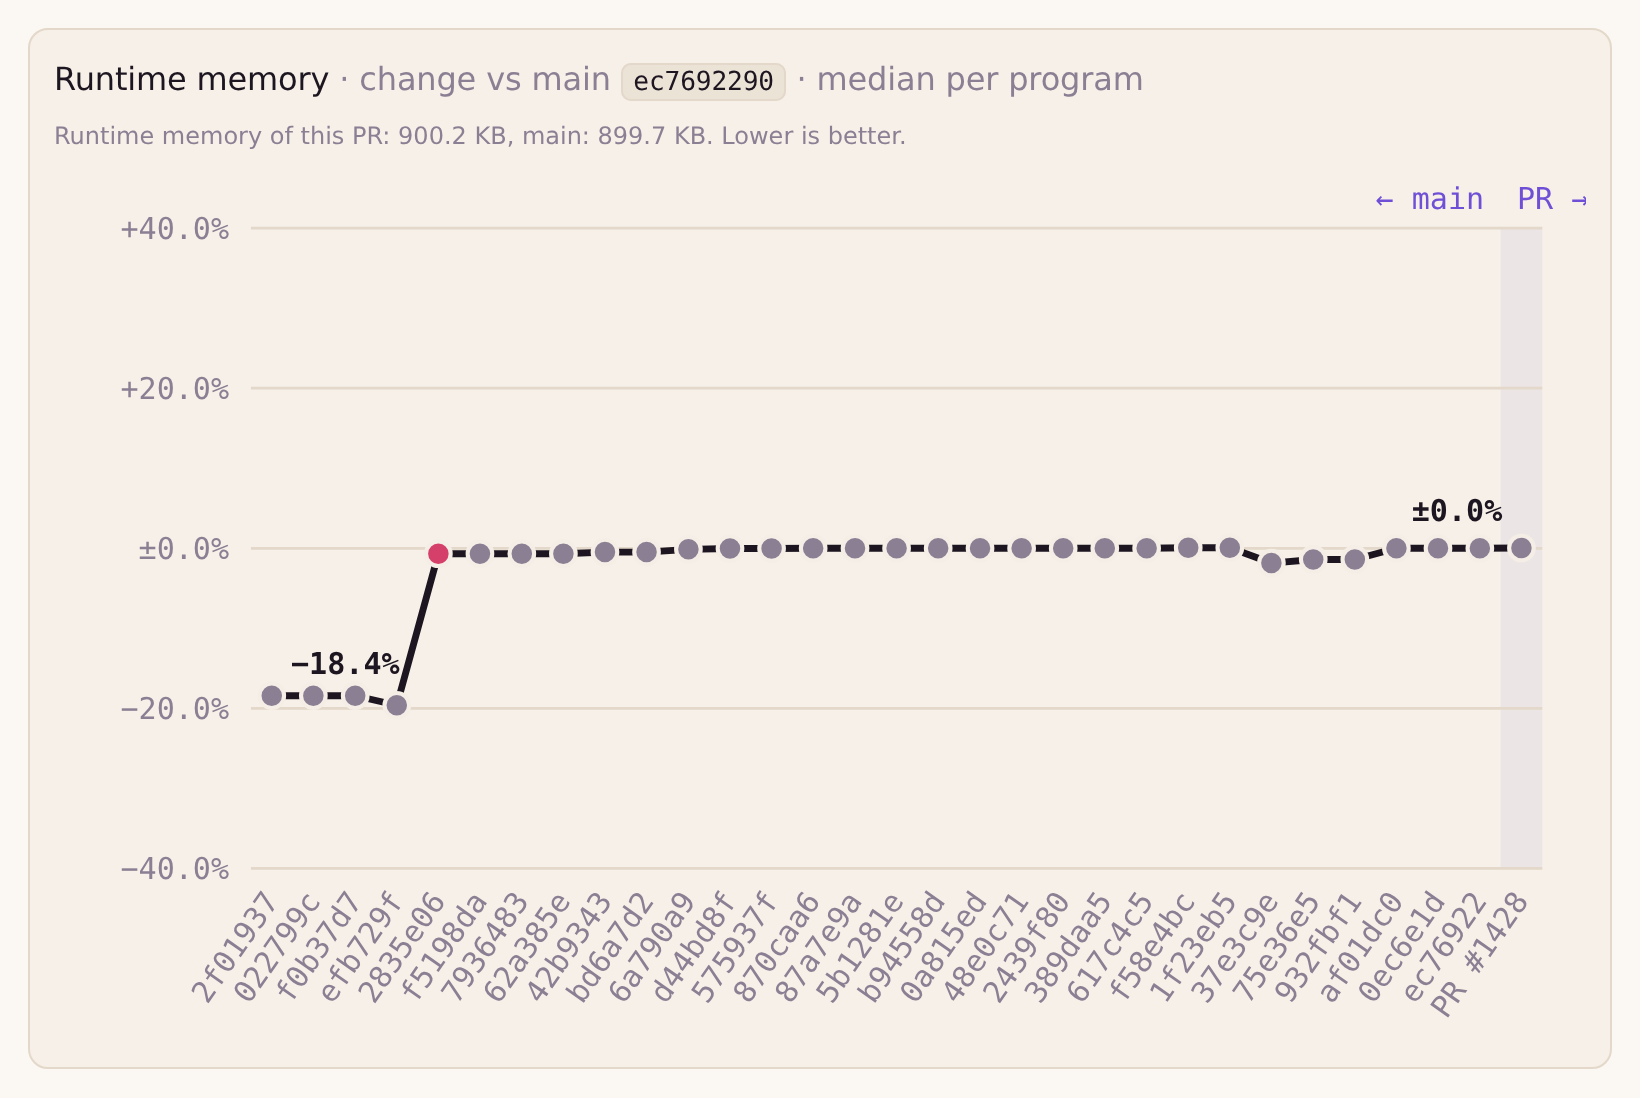 Runtime memory · change vs main ec7692290 · median per program
Runtime memory of this PR: 900.2 KB, main: 899.7 KB. Lower is better.
← main PR →
+40.0%
+20.0%
±0.0%
±0.0%
−18.4%
−20.0%
−40.0%
2f01937
022799c
f0b37d7
efb729f
2835e06
f5198da
7936483
62a385e
42b9343
bd6a7d2
6a790a9
d44bd8f
575937f
870caa6
87a7e9a
5b1281e
b94558d
0a815ed
48e0c71
2439f80
389daa5
617c4c5
f58e4bc
1f23eb5
37e3c9e
75e36e5
932fbf1
af01dc0
0ec6e1d
ec76922
PR #1428